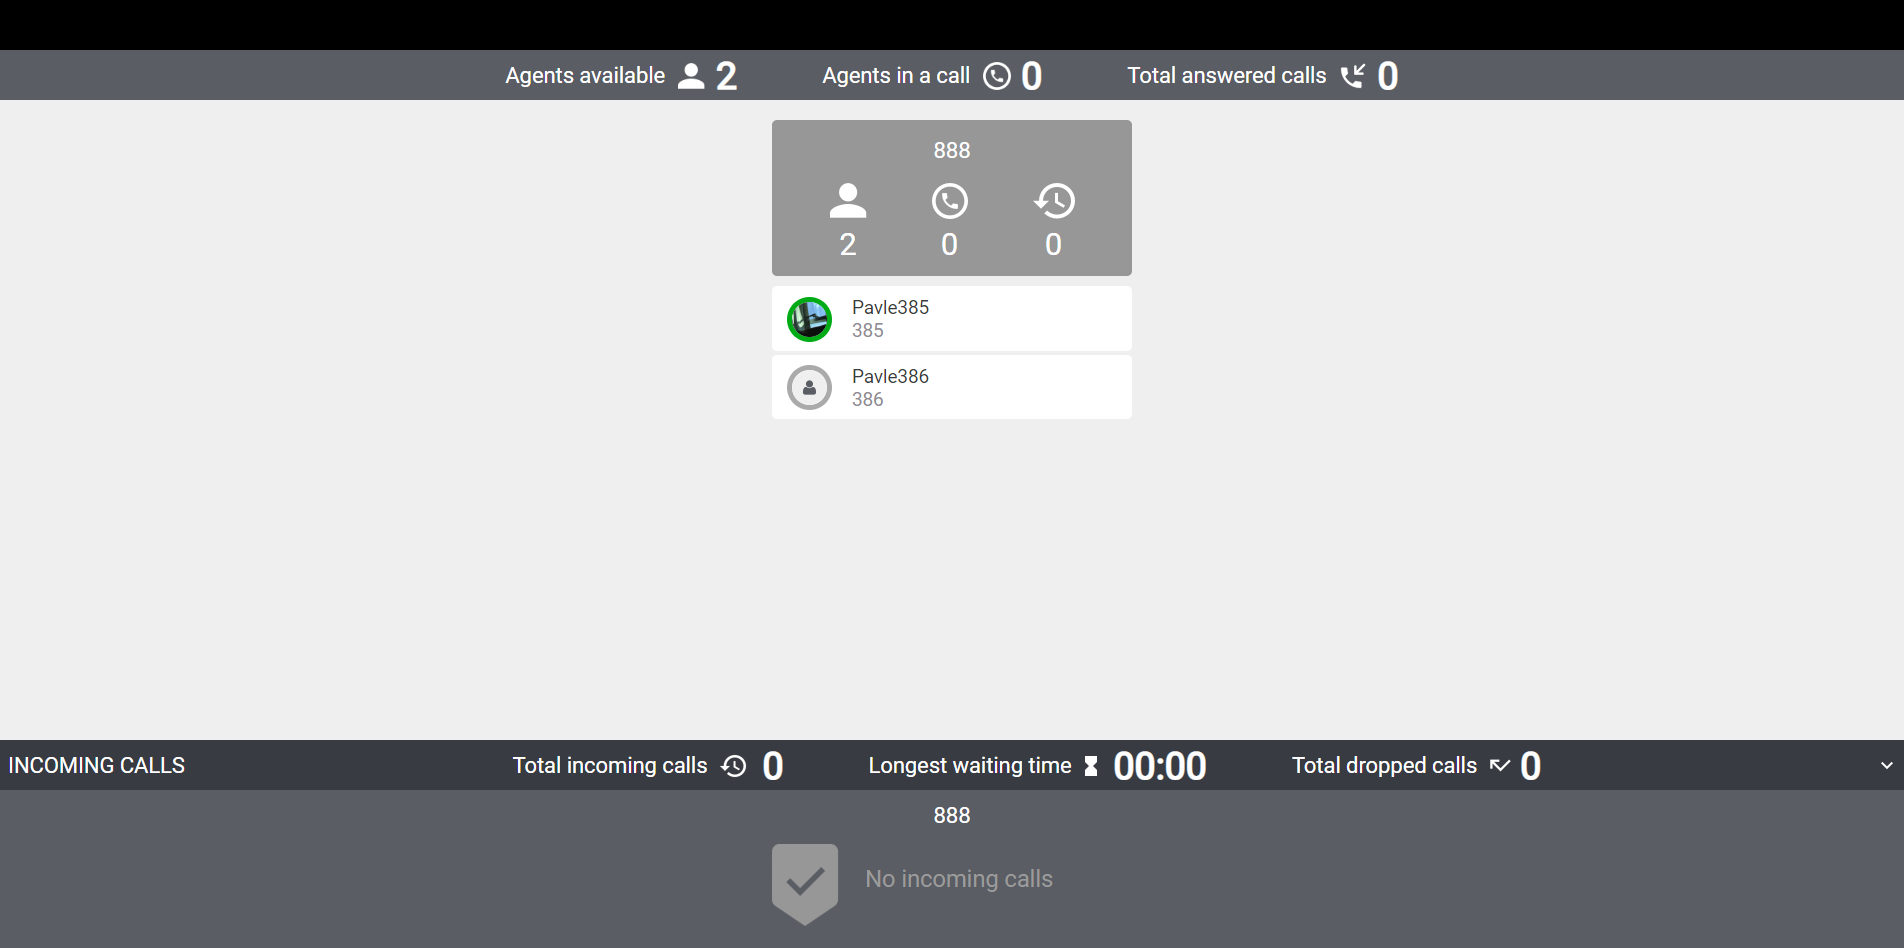 Agents available 2 Agents in a call 0 Total answered calls 0
888
2 0 0
Pavle385
385
Pavle386
386
INCOMING CALLS Total incoming calls 0 Longest waiting time 00:00 Total dropped calls 0
888
No incoming calls